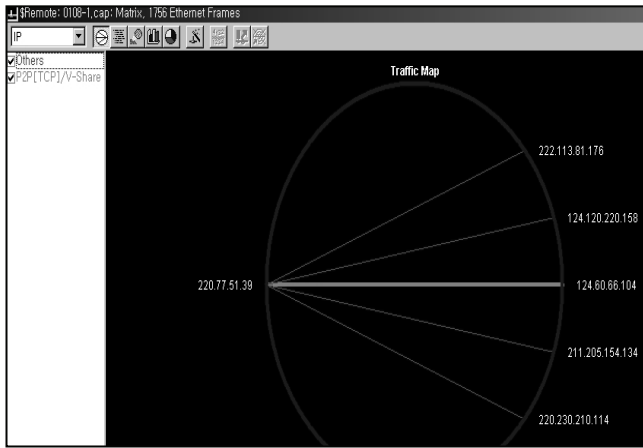 $Remote: 0108-1.cap: Matrix, 1756 Ethernet Frames
IP
Others
P2P[TCP]/V-Share
Traffic Map
222.113.81.176
124.120.220.158
220.77.51.39
124.60.66.104
211.205.154.134
220.230.210.114